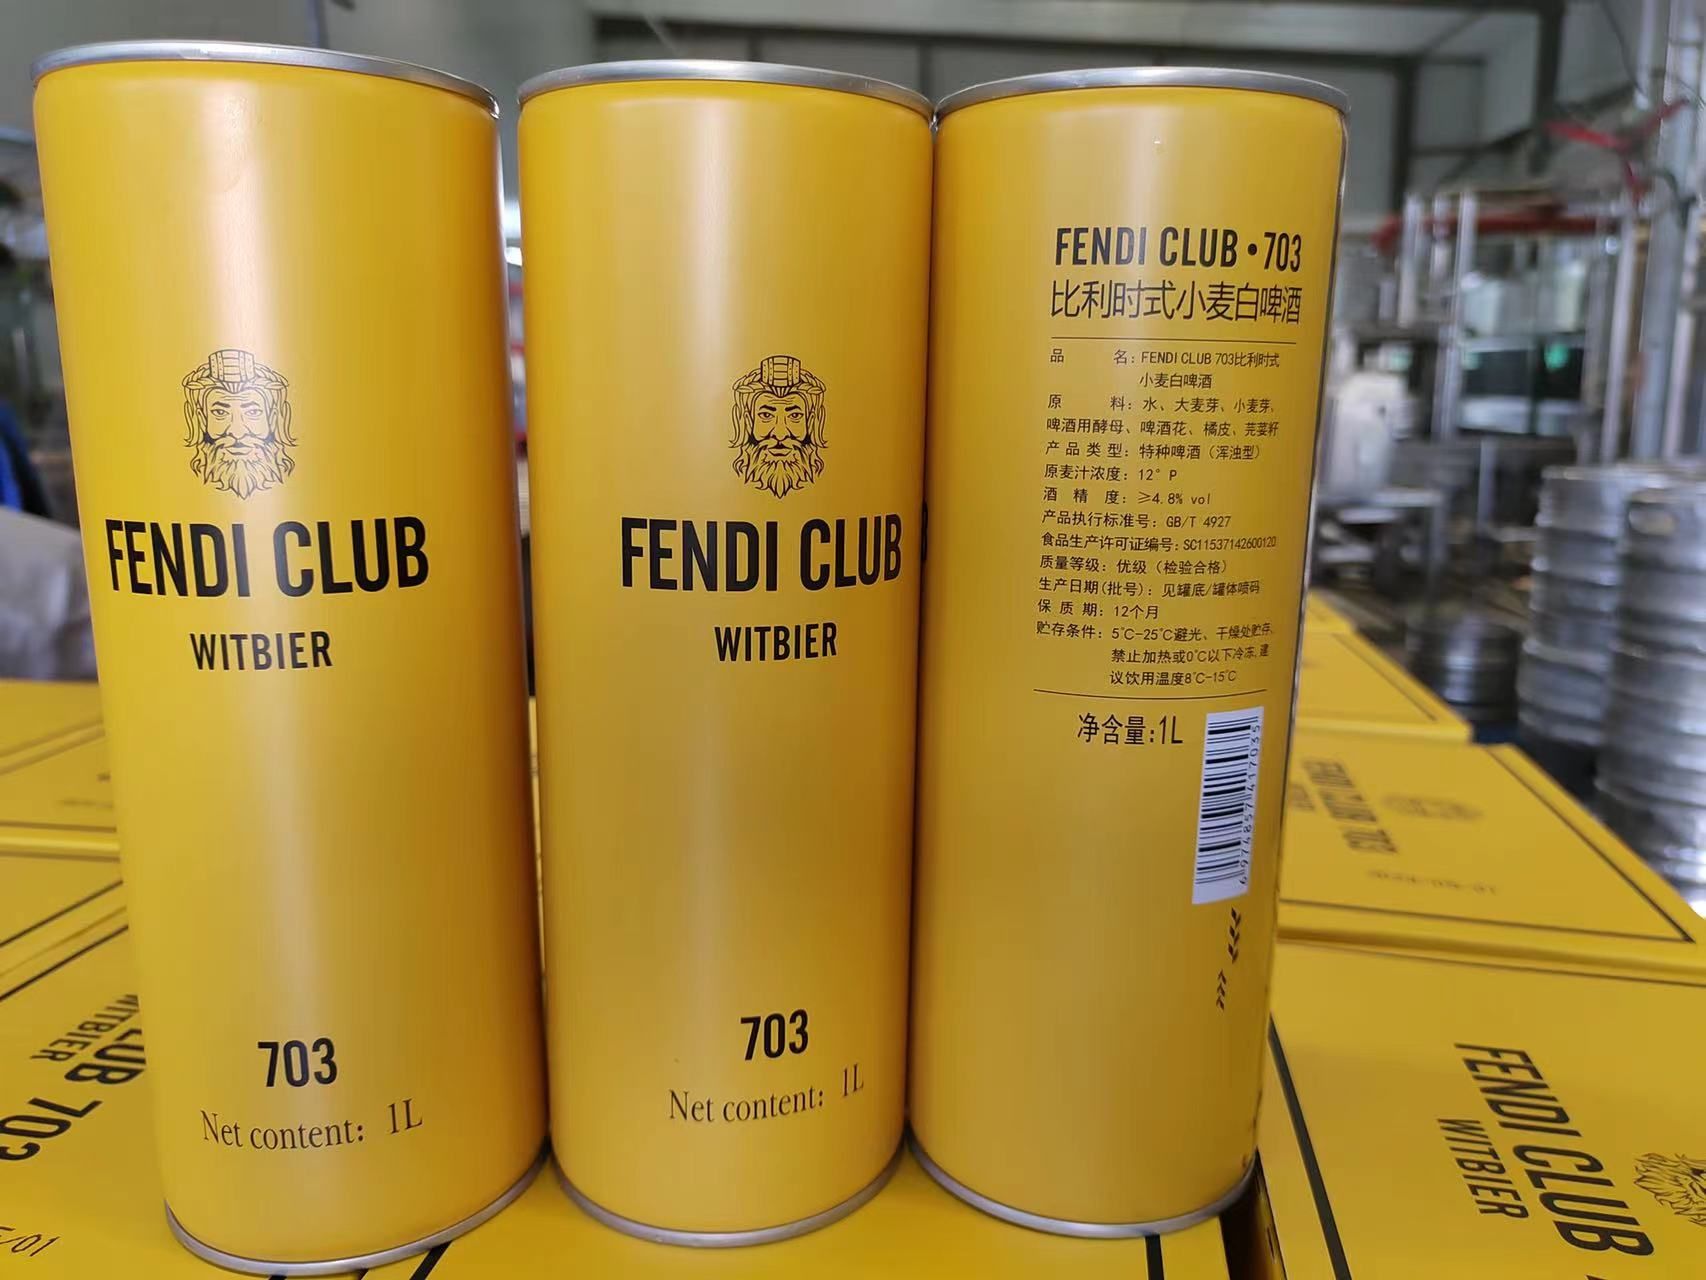 FENDI CLUB
WITBIER
703
Net content: 1L
FENDI CLUB
WITBIER
703
Net content: 1L
FENDI CLUB•703
比利时式小麦白啤酒
品 名: FENDI CLUB 703比利时式
小麦白啤酒
原 料: 水、大麦芽、小麦芽、
啤酒用酵母、啤酒花、橘皮、芫荽籽
产品类型: 特种啤酒（浑浊型）
原麦汁浓度: 12°P
酒 精 度: ≥4.8% vol
产品执行标准号: GB/T 4927
食品生产许可证编号: SC11537142600120
质量等级: 优级（检验合格）
生产日期(批号): 见罐底/罐体喷码
保 质 期: 12个月
贮存条件: 5℃-25℃避光、干燥处贮存、
禁止加热或0℃以下冷冻,建
议饮用温度8℃-15℃
净含量:1L
6974857417035
FENDI CLUB 703
FENDI CLUB
WITBIER
CLUB 703
WITBIER
/01